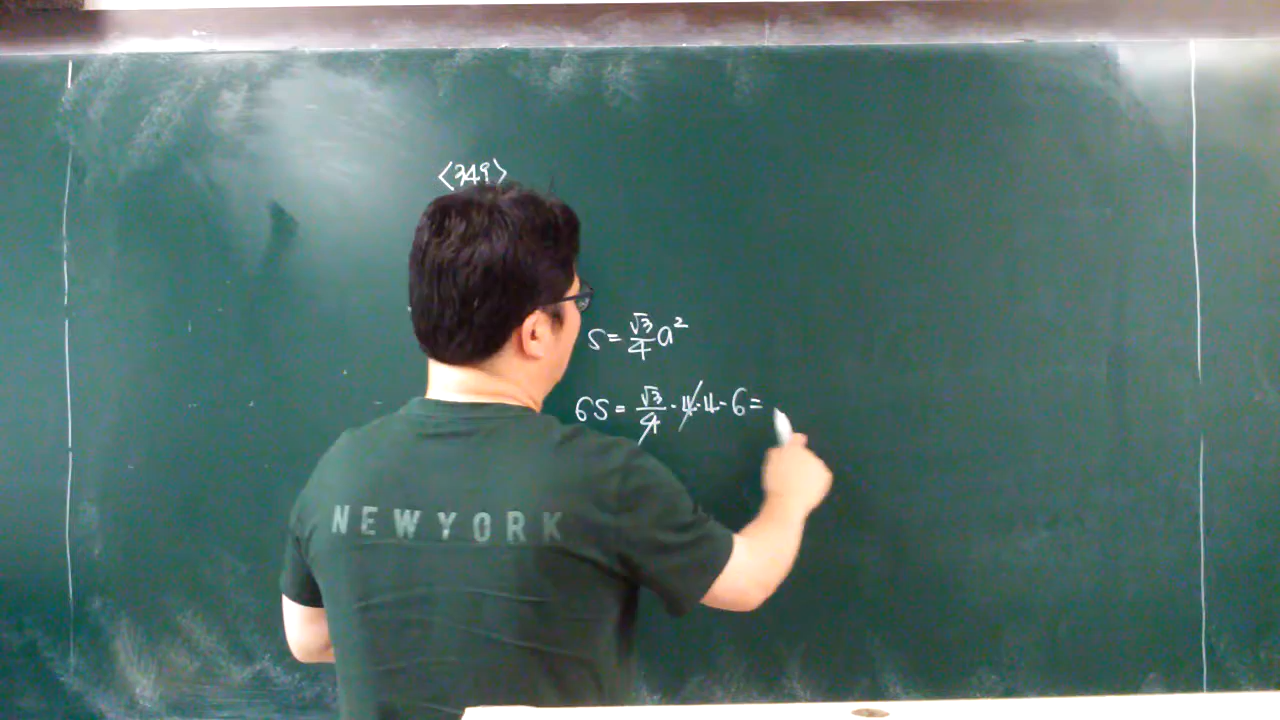 <349>
S = √3/4 a²
6S = √3/4 · 4 · 4 · 6 =
NEWYORK